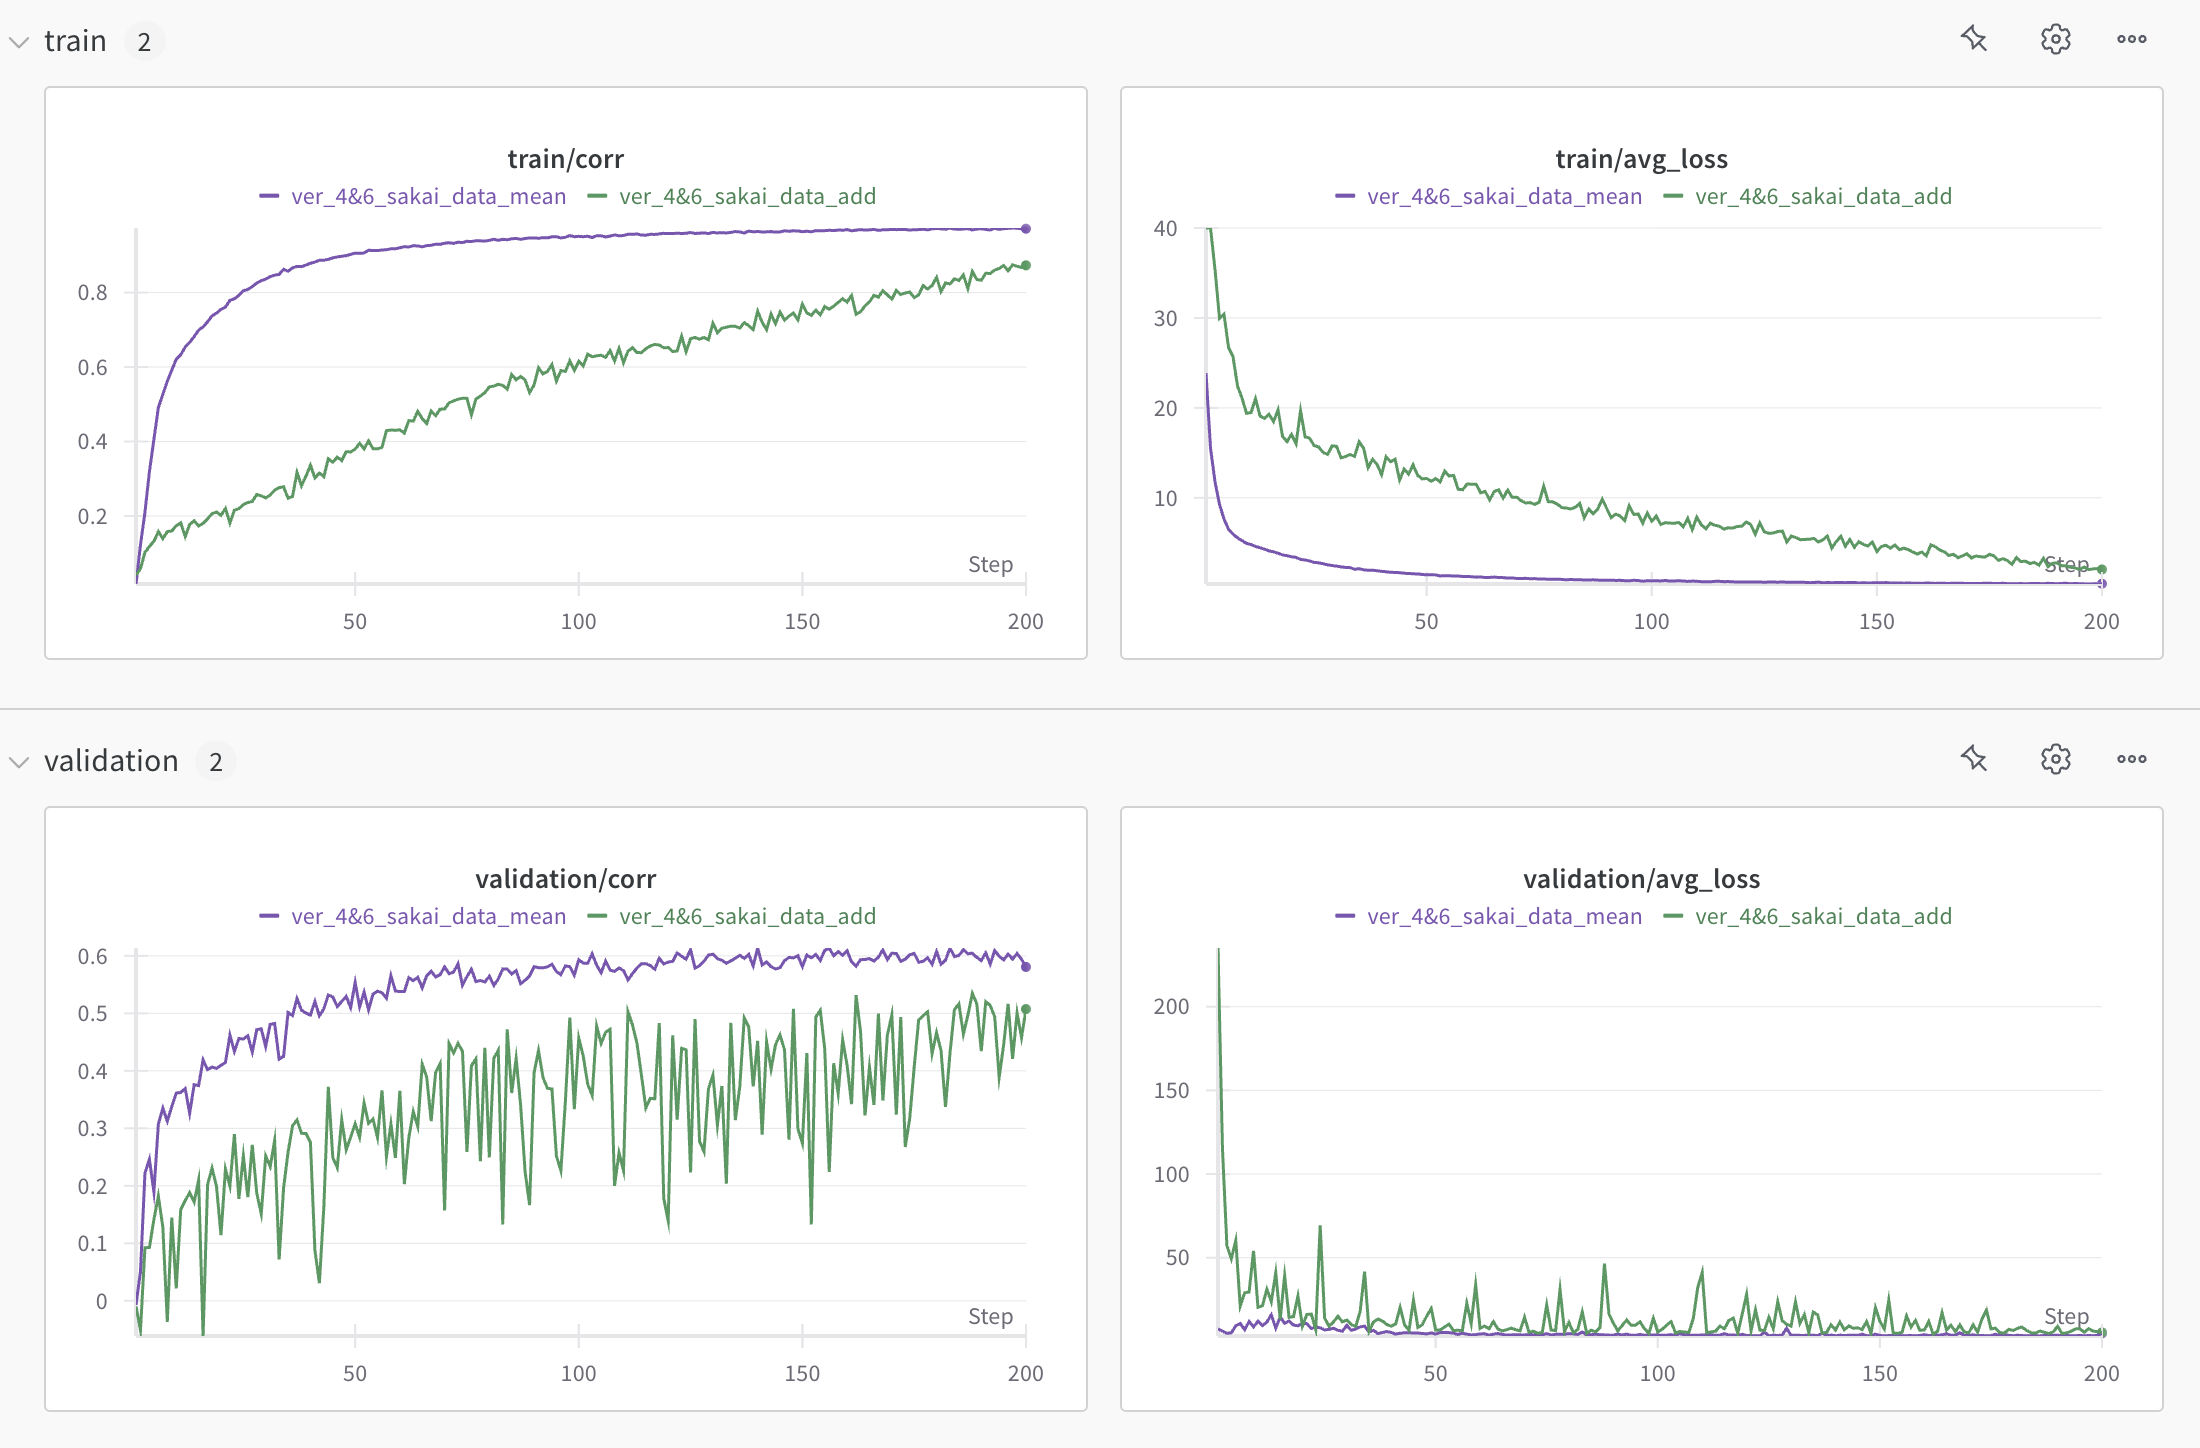 train 2
train/corr
ver_4&6_sakai_data_mean ver_4&6_sakai_data_add
0.8
0.6
0.4
0.2
Step
50 100 150 200
train/avg_loss
ver_4&6_sakai_data_mean ver_4&6_sakai_data_add
40
30
20
10
Step
50 100 150 200
validation 2
validation/corr
ver_4&6_sakai_data_mean ver_4&6_sakai_data_add
0.6
0.5
0.4
0.3
0.2
0.1
0
Step
50 100 150 200
validation/avg_loss
ver_4&6_sakai_data_mean ver_4&6_sakai_data_add
200
150
100
50
Step
50 100 150 200